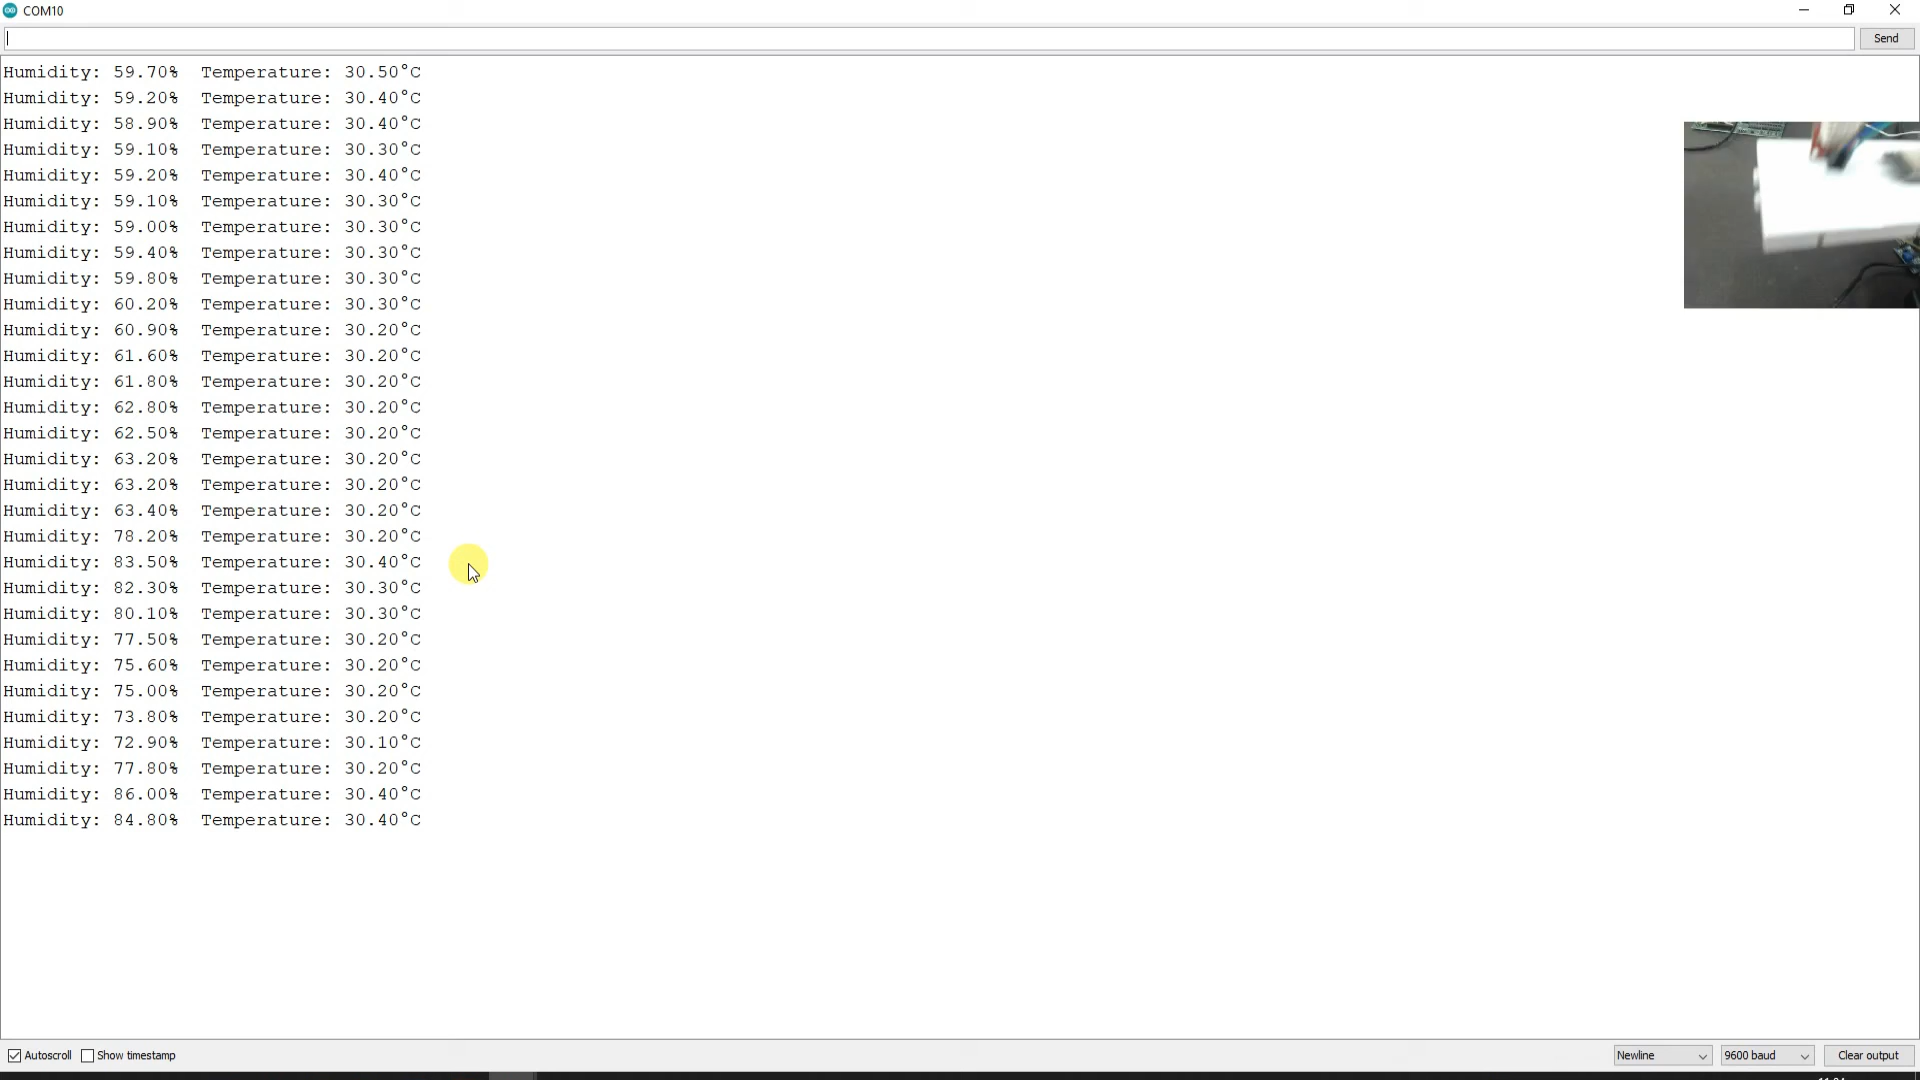 COM10
Send
Humidity: 59.70%  Temperature: 30.50°C
Humidity: 59.20%  Temperature: 30.40°C
Humidity: 58.90%  Temperature: 30.40°C
Humidity: 59.10%  Temperature: 30.30°C
Humidity: 59.20%  Temperature: 30.40°C
Humidity: 59.10%  Temperature: 30.30°C
Humidity: 59.00%  Temperature: 30.30°C
Humidity: 59.40%  Temperature: 30.30°C
Humidity: 59.80%  Temperature: 30.30°C
Humidity: 60.20%  Temperature: 30.30°C
Humidity: 60.90%  Temperature: 30.20°C
Humidity: 61.60%  Temperature: 30.20°C
Humidity: 61.80%  Temperature: 30.20°C
Humidity: 62.80%  Temperature: 30.20°C
Humidity: 62.50%  Temperature: 30.20°C
Humidity: 63.20%  Temperature: 30.20°C
Humidity: 63.20%  Temperature: 30.20°C
Humidity: 63.40%  Temperature: 30.20°C
Humidity: 78.20%  Temperature: 30.20°C
Humidity: 83.50%  Temperature: 30.40°C
Humidity: 82.30%  Temperature: 30.30°C
Humidity: 80.10%  Temperature: 30.30°C
Humidity: 77.50%  Temperature: 30.20°C
Humidity: 75.60%  Temperature: 30.20°C
Humidity: 75.00%  Temperature: 30.20°C
Humidity: 73.80%  Temperature: 30.20°C
Humidity: 72.90%  Temperature: 30.10°C
Humidity: 77.80%  Temperature: 30.20°C
Humidity: 86.00%  Temperature: 30.40°C
Humidity: 84.80%  Temperature: 30.40°C
Autoscroll Show timestamp Newline 9600 baud Clear output